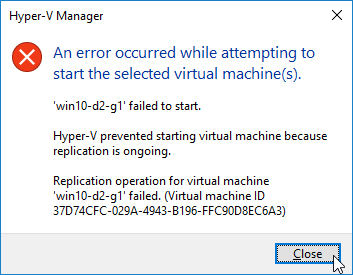 Hyper-V Manager
An error occurred while attempting to
start the selected virtual machine(s).
'win10-d2-g1' failed to start.
Hyper-V prevented starting virtual machine because
replication is ongoing.
Replication operation for virtual machine
'win10-d2-g1' failed. (Virtual machine ID
37D74CFC-029A-4943-B196-FFC90D8EC6A3)
Close